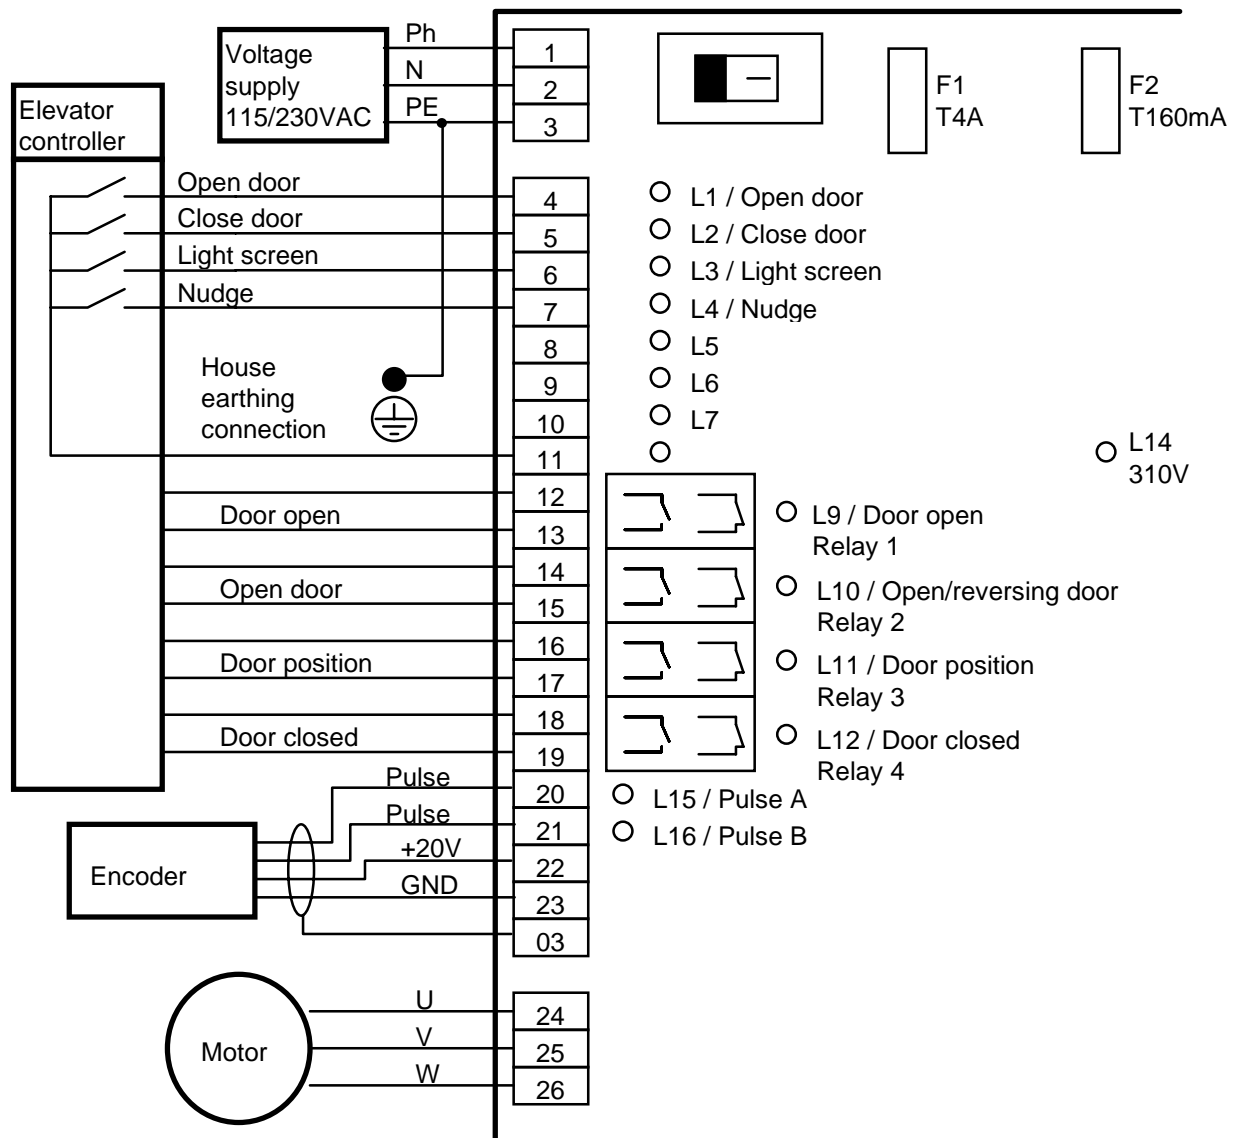 Voltage
supply
115/230VAC
Ph
N
PE
1
2
3
F1
T4A
F2
T160mA
Elevator
controller
Open door
Close door
Light screen
Nudge
4
5
6
7
8
9
10
11
12
13
14
15
16
17
18
19
20
21
22
23
03
L1 / Open door
L2 / Close door
L3 / Light screen
L4 / Nudge
L5
L6
L7
L14
310V
House
earthing
connection
Door open
Open door
Door position
Door closed
L9 / Door open
Relay 1
L10 / Open/reversing door
Relay 2
L11 / Door position
Relay 3
L12 / Door closed
Relay 4
L15 / Pulse A
L16 / Pulse B
Pulse
Pulse
+20V
GND
Encoder
Motor
U
V
W
24
25
26